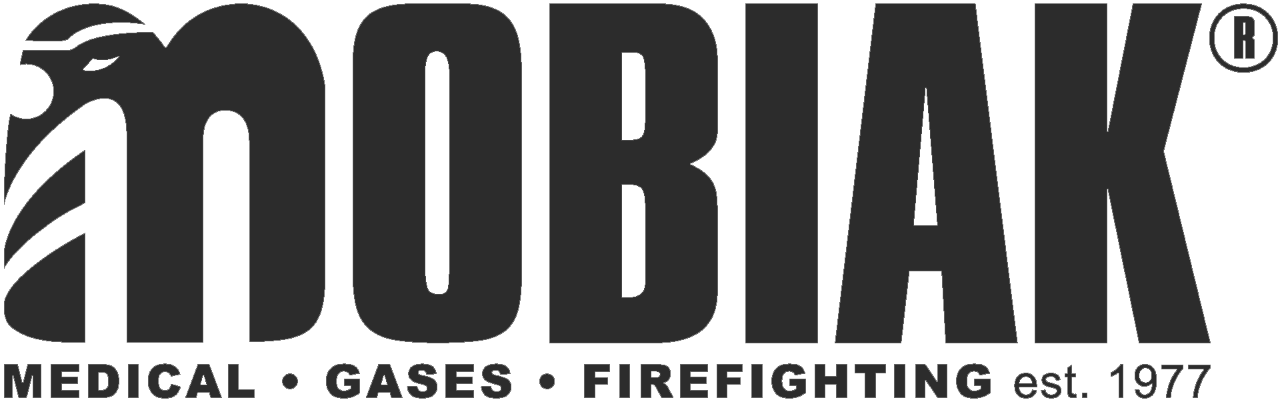 MOBIAK®
MEDICAL • GASES • FIREFIGHTING est. 1977